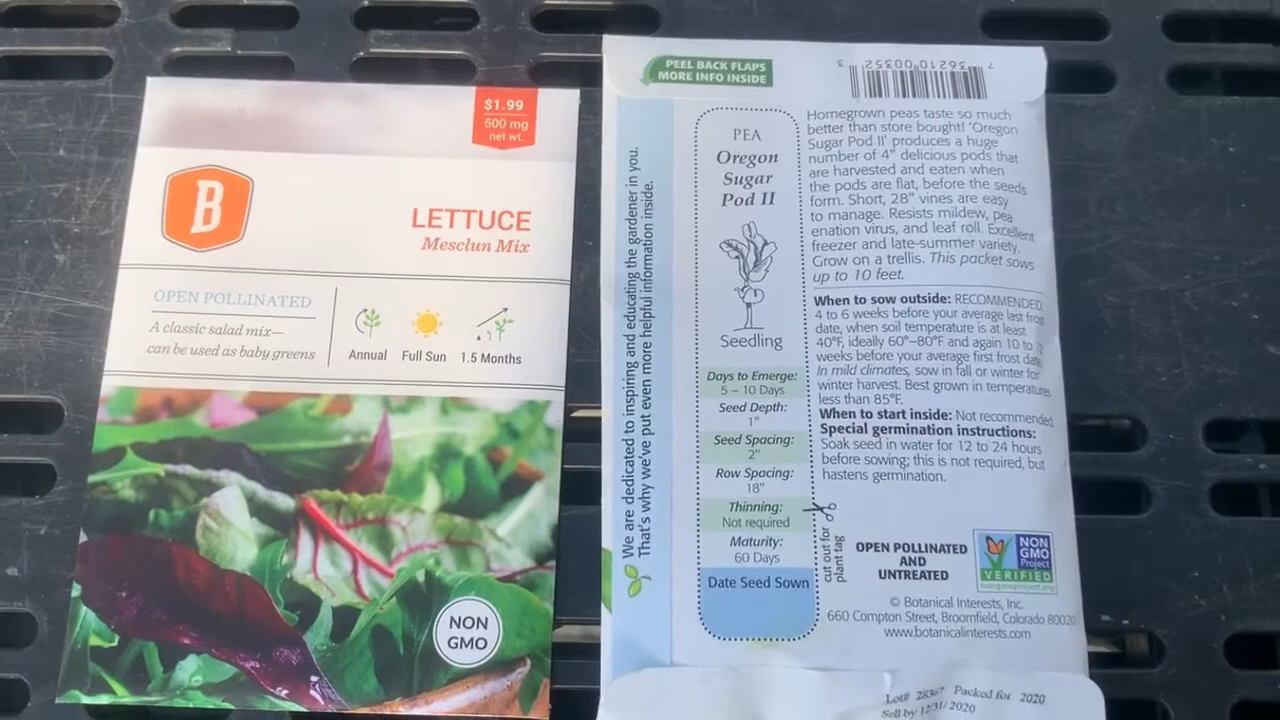 $1.99
500 mg
net wt.
B
LETTUCE
Mesclun Mix
OPEN POLLINATED
A classic salad mix—
can be used as baby greens
Annual
Full Sun
1.5 Months
NON
GMO
PEEL BACK FLAPS
MORE INFO INSIDE
7 36210 00352 3
We are dedicated to inspiring and educating the gardener in you.
That's why we've put even more helpful information inside.
PEA
Oregon
Sugar
Pod II
Seedling
Days to Emerge:
5 – 10 Days
Seed Depth:
1"
Seed Spacing:
2"
Row Spacing:
18"
Thinning:
Not required
Maturity:
60 Days
Date Seed Sown
cut out for
plant tag
Homegrown peas taste so much
better than store bought! 'Oregon
Sugar Pod II' produces a huge
number of 4" delicious pods that
are harvested and eaten when
the pods are flat, before the seeds
form. Short, 28" vines are easy
to manage. Resists mildew, pea
enation virus, and leaf roll. Excellent
freezer and late-summer variety.
Grow on a trellis. This packet sows
up to 10 feet.
When to sow outside: RECOMMENDED.
4 to 6 weeks before your average last frost
date, when soil temperature is at least
40°F, ideally 60°–80°F and again 10 to 12
weeks before your average first frost date.
In mild climates, sow in fall or winter for
winter harvest. Best grown in temperatures
less than 85°F.
When to start inside: Not recommended.
Special germination instructions:
Soak seed in water for 12 to 24 hours
before sowing; this is not required, but
hastens germination.
OPEN POLLINATED
AND
UNTREATED
NON
GMO
Project
VERIFIED
nongmoproject.org
© Botanical Interests, Inc.
660 Compton Street, Broomfield, Colorado 80020
www.botanicalinterests.com
Lot# 28367 Packed for 2020
Sell by 12/31/2020